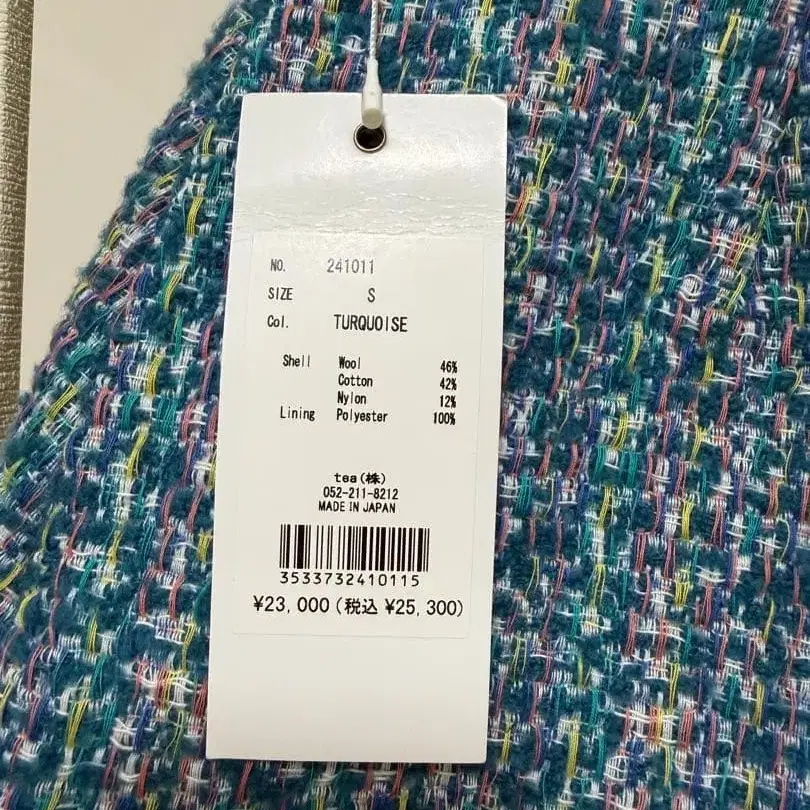 NO. 241011
SIZE S
Col. TURQUOISE
Shell Wool 46%
Cotton 42%
Nylon 12%
Lining Polyester 100%
tea(株)
052-211-8212
MADE IN JAPAN
3533732410115
¥23,000(税込 ¥25,300)